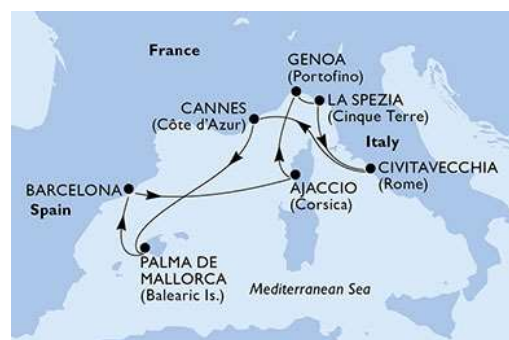 France
GENOA
(Portofino)
CANNES
(Côte d'Azur)
LA SPEZIA
(Cinque Terre)
Italy
CIVITAVECCHIA
(Rome)
BARCELONA
Spain
AJACCIO
(Corsica)
PALMA DE
MALLORCA
(Balearic Is.)
Mediterranean Sea